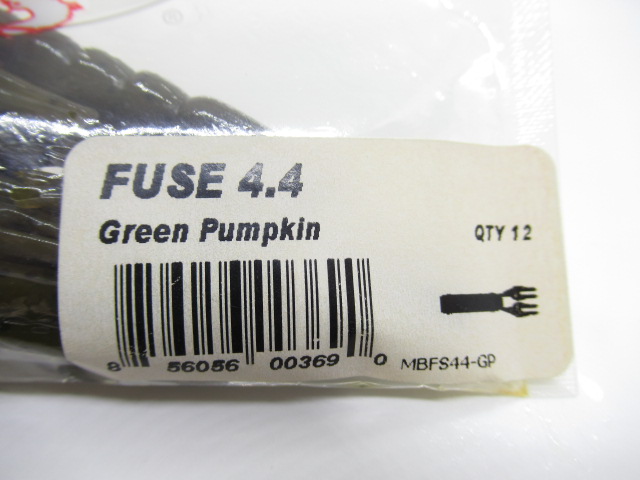 ®
FUSE 4.4
Green Pumpkin
QTY 12
8 56056 00369 0
MBFS44-GP